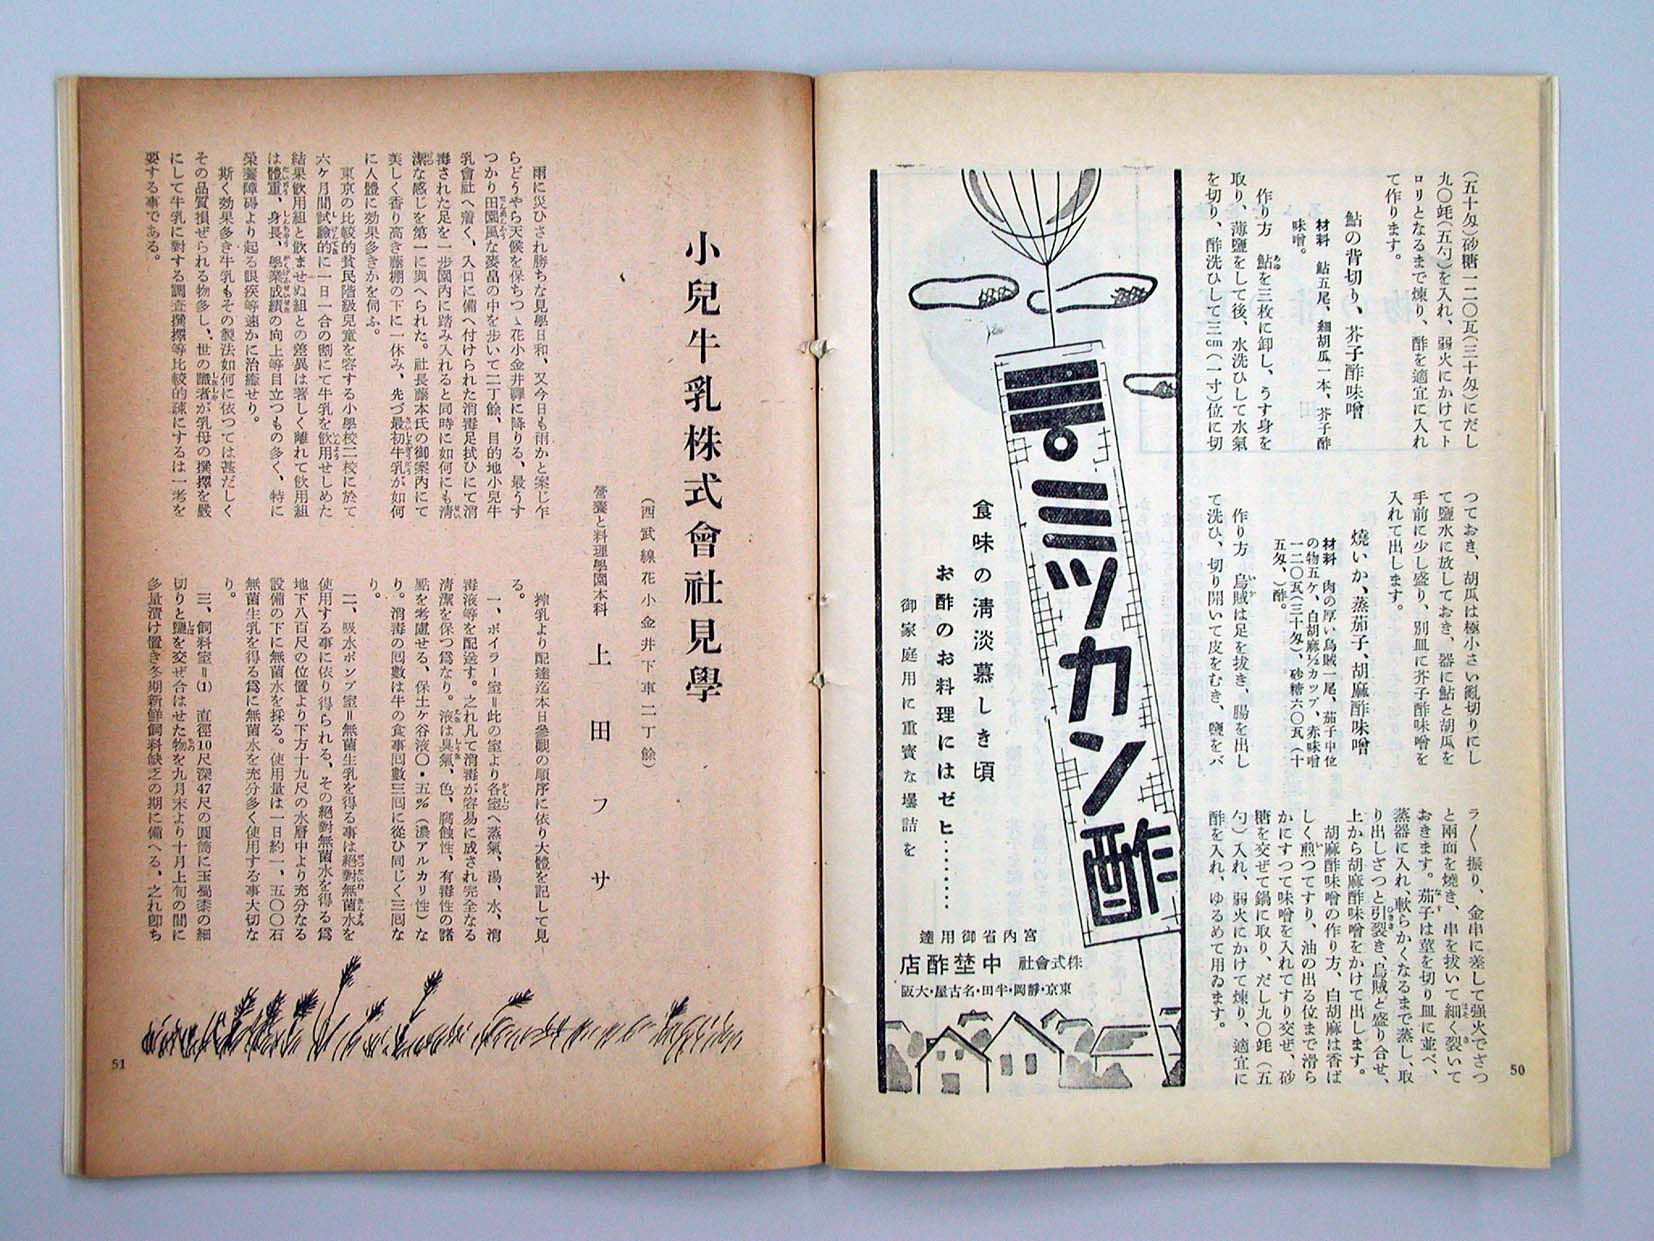 (五十匁)砂糖一二〇瓦(三十匁)にだし
九〇竓(五勺)を入れ、弱火にかけてト
ロリとなるまで煉り、酢を適宜に入れ
て作ります。
鮎の背切り、芥子酢味噌
材料 鮎五尾、細胡瓜一本、芥子酢
味噌。
作り方 鮎を三枚に卸し、うす身を
取り、薄鹽をして後、水洗ひして水氣
を切り、酢洗ひして三cm(一寸)位に切
つておき、胡瓜は極小さい亂切りにし
て鹽水に放しておき、器に鮎と胡瓜を
手前に少し盛り、別皿に芥子酢味噌を
入れて出します。
燒いか、蒸茄子、胡麻酢味噌
材料 肉の厚い烏賊一尾、茄子中位
の物五ケ、白胡麻½カップ、赤味噌
一二〇瓦(三十匁)、砂糖六〇瓦(十
五匁)、酢。
作り方 烏賊は足を拔き、腸を出し
て洗ひ、切り開いて皮をむき、鹽をバ
ラ〳〵振り、金串に差して强火でざつ
と兩面を燒き、串を拔いて細く裂いて
おきます。茄子は莖を切り皿に並べ、
蒸器に入れ、軟らかくなるまで蒸し、取
り出しざつと引裂き、烏賊と盛り合せ、
上から胡麻酢味噌をかけて出します。
胡麻酢味噌の作り方、白胡麻は香ば
しく煎つてすり、油の出る位まで滑ら
かにすつて味噌を入れてすり交ぜ、砂
糖を交ぜて鍋に取り、だし九〇竓(五
勺)入れ、弱火にかけて煉り、適宜に
酢を入れ、ゆるめて用ゐます。
ミツカン酢
食味の淸淡慕しき頃
お酢のお料理にはゼヒ………
御家庭用に重寶な壜詰を
宮內省御用達
株式會社 中埜酢店
東京・靜岡・半田・名古屋・大阪
50
小兒牛乳株式會社見學
(西武線花小金井下車二丁餘)
營養と料理學園本科 上田フサ
雨に災ひされ勝ちな見學日和、又今日も雨かと案じ乍
らどうやら天候を保ちつゝ花小金井驛に降りる、最うす
つかり田園風な麥畠の中を步いて二丁餘、目的地小兒牛
乳會社へ着く、入口に備へ付けられた消毒足拭ひにて消
毒された足を一步園內に踏み入れると同時に如何にも淸
潔な感じを第一に與へられた。社長藤本氏の御案內にて
美しく香り高き藤棚の下に一休み、先づ最初牛乳が如何
に人體に効果多きかを伺ふ。
東京の比較的貧民階級兒童を容する小學校二校に於て
六ヶ月間試驗的に一日一合の割にて牛乳を飮用せしめた
結果飮用組と飮ませぬ組との差異は著しく離れて飮用組
は體重、身長、學業成績の向上等目立つもの多く、特に
榮養障碍より起る眼疾等速かに治癒せり。
斯く効果多き牛乳もその製法如何に依つては甚だしく
その品質損ぜられる物多し、世の識者が乳母の撰擇を嚴
にして牛乳に對する調査撰擇等比較的疎にするは一考を
要する事である。
搾乳より配達迄本日參觀の順序に依り大體を記して見
る。
一、ボイラー室＝此の室より各室へ蒸氣、湯、水、消
毒液等を配送す。之れ凡て消毒が容易に成され完全なる
淸潔を保つ爲なり。液は臭氣、色、腐蝕性、有毒性の諸
點を考慮せる、保土ヶ谷液〇・五%(濃アルカリ性)な
り。消毒の回數は牛の食事回數三回に從ひ同じく三回な
り。
二、吸水ポンプ室＝無菌生乳を得る事は絕對無菌水を
使用する事に依り得られる、その絕對無菌水を得る爲
地下八百尺の位置より下方十九尺の水層中より充分なる
設備の下に無菌水を採る。使用量は一日約一、五〇〇石
無菌生乳を得る爲に無菌水を充分多く使用する事大切な
り。
三、飼料室＝(1) 直徑10尺深47尺の圓筒に玉蜀黍の細
切りと鹽を交ぜ合はせた物を九月末より十月上旬の間に
多量漬け置き冬期新鮮飼料缺乏の期に備へる、之れ卽ち
51